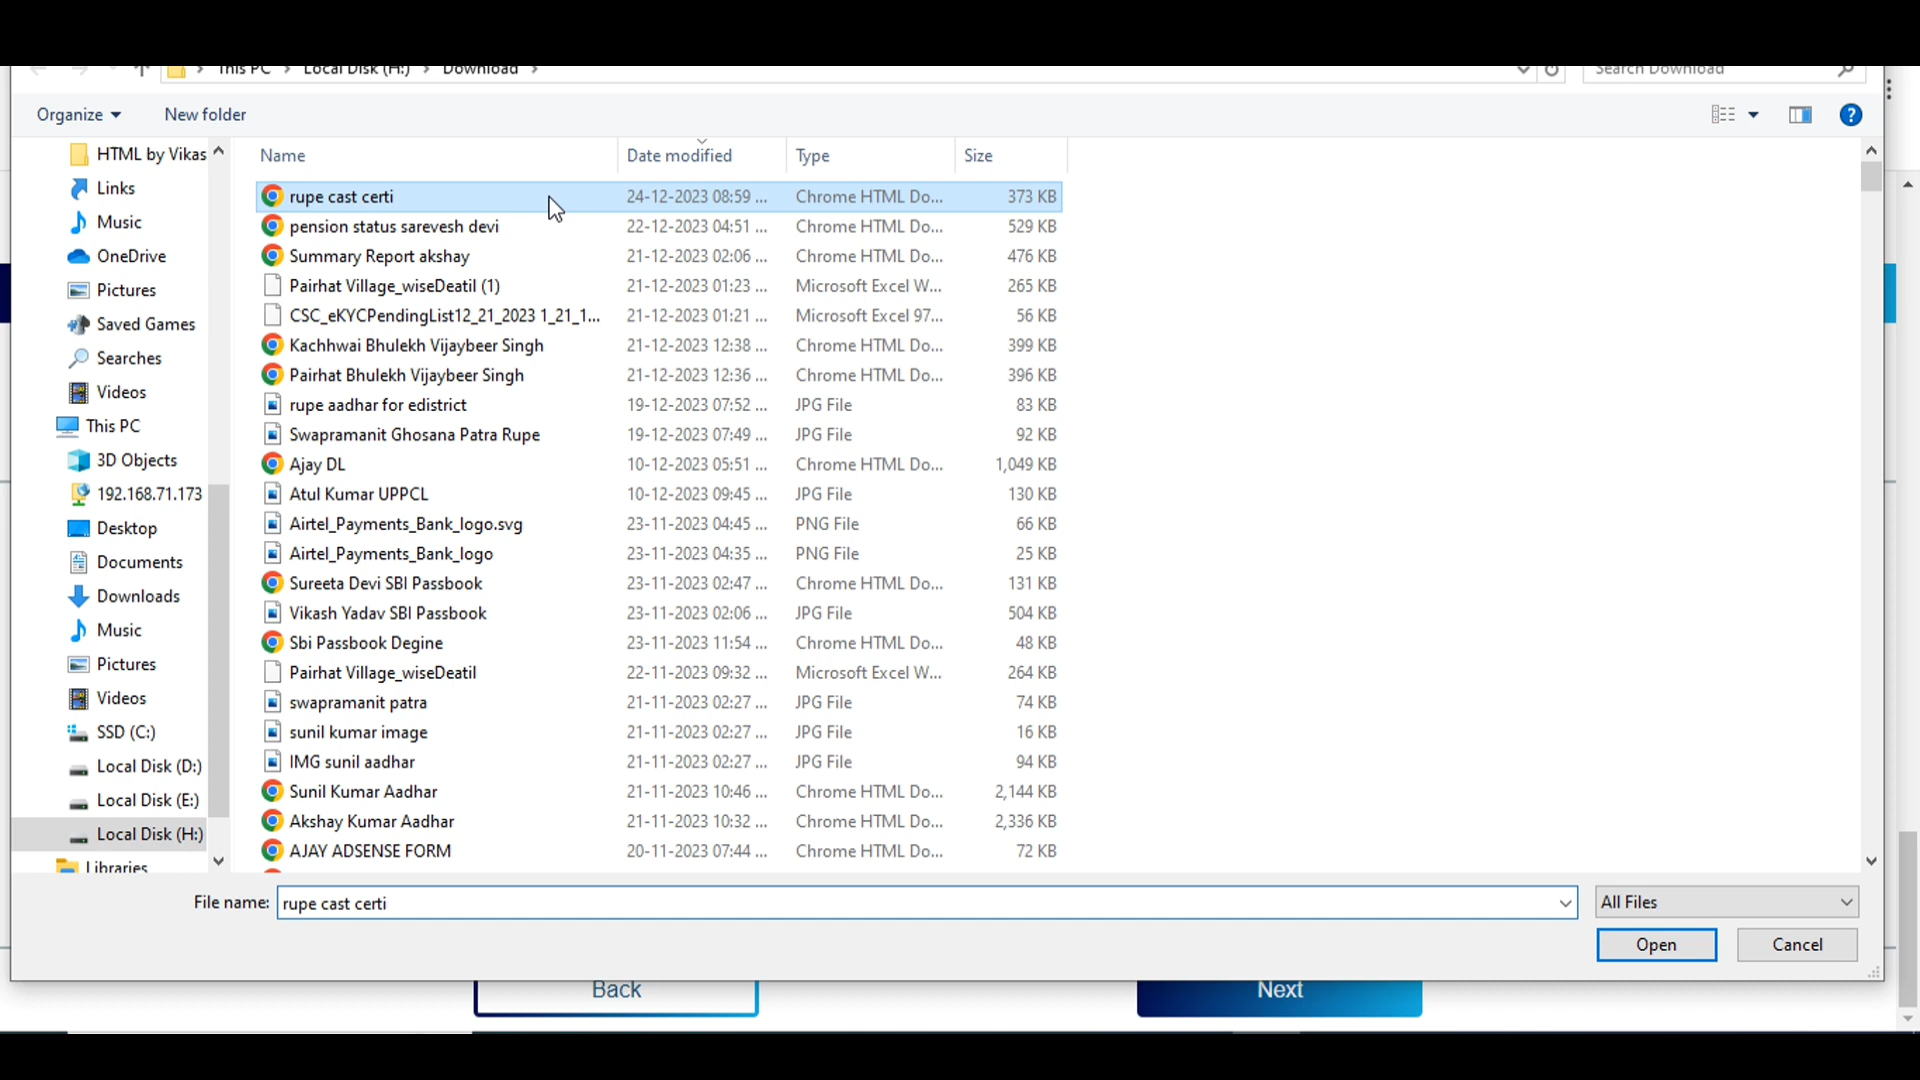 This PC > Local Disk (H:) > Download >
Search Download
Organize
New folder
HTML by Vikas
Links
Music
OneDrive
Pictures
Saved Games
Searches
Videos
This PC
3D Objects
192.168.71.173
Desktop
Documents
Downloads
Music
Pictures
Videos
SSD (C:)
Local Disk (D:)
Local Disk (E:)
Local Disk (H:)
Libraries
Name Date modified Type Size
rupe cast certi 24-12-2023 08:59 ... Chrome HTML Do... 373 KB
pension status sarevesh devi 22-12-2023 04:51 ... Chrome HTML Do... 529 KB
Summary Report akshay 21-12-2023 02:06 ... Chrome HTML Do... 476 KB
Pairhat Village_wiseDeatil (1) 21-12-2023 01:23 ... Microsoft Excel W... 265 KB
CSC_eKYCPendingList12_21_2023 1_21_1... 21-12-2023 01:21 ... Microsoft Excel 97... 56 KB
Kachhwai Bhulekh Vijaybeer Singh 21-12-2023 12:38 ... Chrome HTML Do... 399 KB
Pairhat Bhulekh Vijaybeer Singh 21-12-2023 12:36 ... Chrome HTML Do... 396 KB
rupe aadhar for edistrict 19-12-2023 07:52 ... JPG File 83 KB
Swapramanit Ghosana Patra Rupe 19-12-2023 07:49 ... JPG File 92 KB
Ajay DL 10-12-2023 05:51 ... Chrome HTML Do... 1,049 KB
Atul Kumar UPPCL 10-12-2023 09:45 ... JPG File 130 KB
Airtel_Payments_Bank_logo.svg 23-11-2023 04:45 ... PNG File 66 KB
Airtel_Payments_Bank_logo 23-11-2023 04:35 ... PNG File 25 KB
Sureeta Devi SBI Passbook 23-11-2023 02:47 ... Chrome HTML Do... 131 KB
Vikash Yadav SBI Passbook 23-11-2023 02:06 ... JPG File 504 KB
Sbi Passbook Degine 23-11-2023 11:54 ... Chrome HTML Do... 48 KB
Pairhat Village_wiseDeatil 22-11-2023 09:32 ... Microsoft Excel W... 264 KB
swapramanit patra 21-11-2023 02:27 ... JPG File 74 KB
sunil kumar image 21-11-2023 02:27 ... JPG File 16 KB
IMG sunil aadhar 21-11-2023 02:27 ... JPG File 94 KB
Sunil Kumar Aadhar 21-11-2023 10:46 ... Chrome HTML Do... 2,144 KB
Akshay Kumar Aadhar 21-11-2023 10:32 ... Chrome HTML Do... 2,336 KB
AJAY ADSENSE FORM 20-11-2023 07:44 ... Chrome HTML Do... 72 KB
File name: rupe cast certi
All Files
Open
Cancel
Back
Next